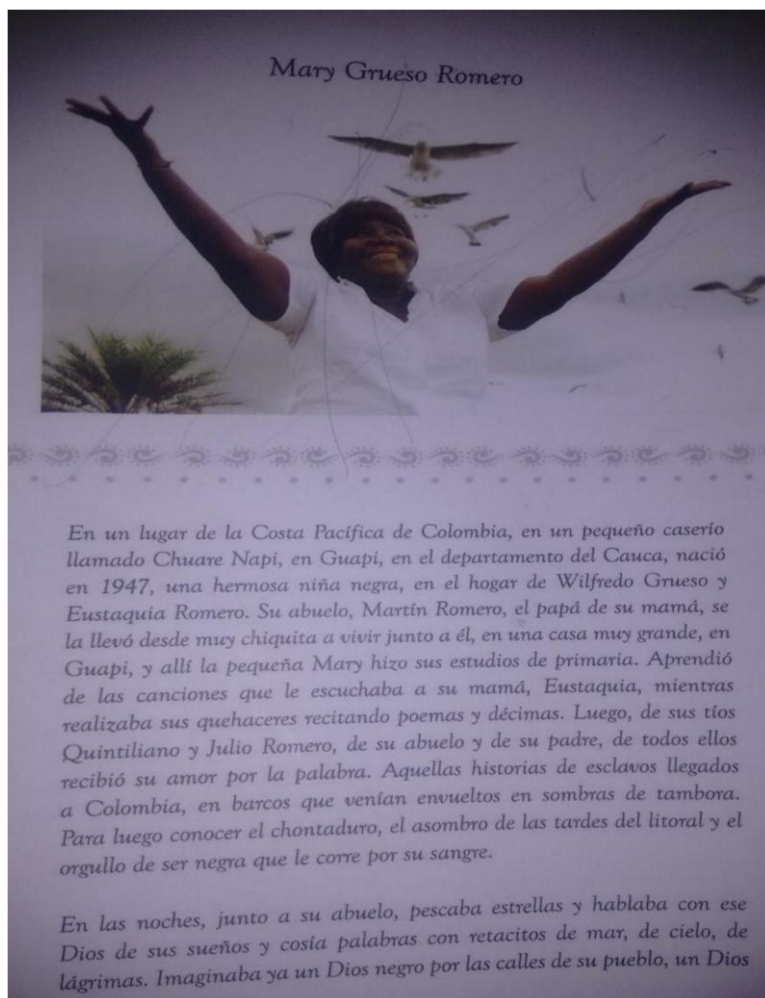 Mary Grueso Romero
En un lugar de la Costa Pacífica de Colombia, en un pequeño caserío
llamado Chuare Napi, en Guapi, en el departamento del Cauca, nació
en 1947, una hermosa niña negra, en el hogar de Wilfredo Grueso y
Eustaquia Romero. Su abuelo, Martín Romero, el papá de su mamá, se
la llevó desde muy chiquita a vivir junto a él, en una casa muy grande, en
Guapi, y allí la pequeña Mary hizo sus estudios de primaria. Aprendió
de las canciones que le escuchaba a su mamá, Eustaquia, mientras
realizaba sus quehaceres recitando poemas y décimas. Luego, de sus tíos
Quintiliano y Julio Romero, de su abuelo y de su padre, de todos ellos
recibió su amor por la palabra. Aquellas historias de esclavos llegados
a Colombia, en barcos que venían envueltos en sombras de tambora.
Para luego conocer el chontaduro, el asombro de las tardes del litoral y el
orgullo de ser negra que le corre por su sangre.
En las noches, junto a su abuelo, pescaba estrellas y hablaba con ese
Dios de sus sueños y cosía palabras con retacitos de mar, de cielo, de
lágrimas. Imaginaba ya un Dios negro por las calles de su pueblo, un Dios